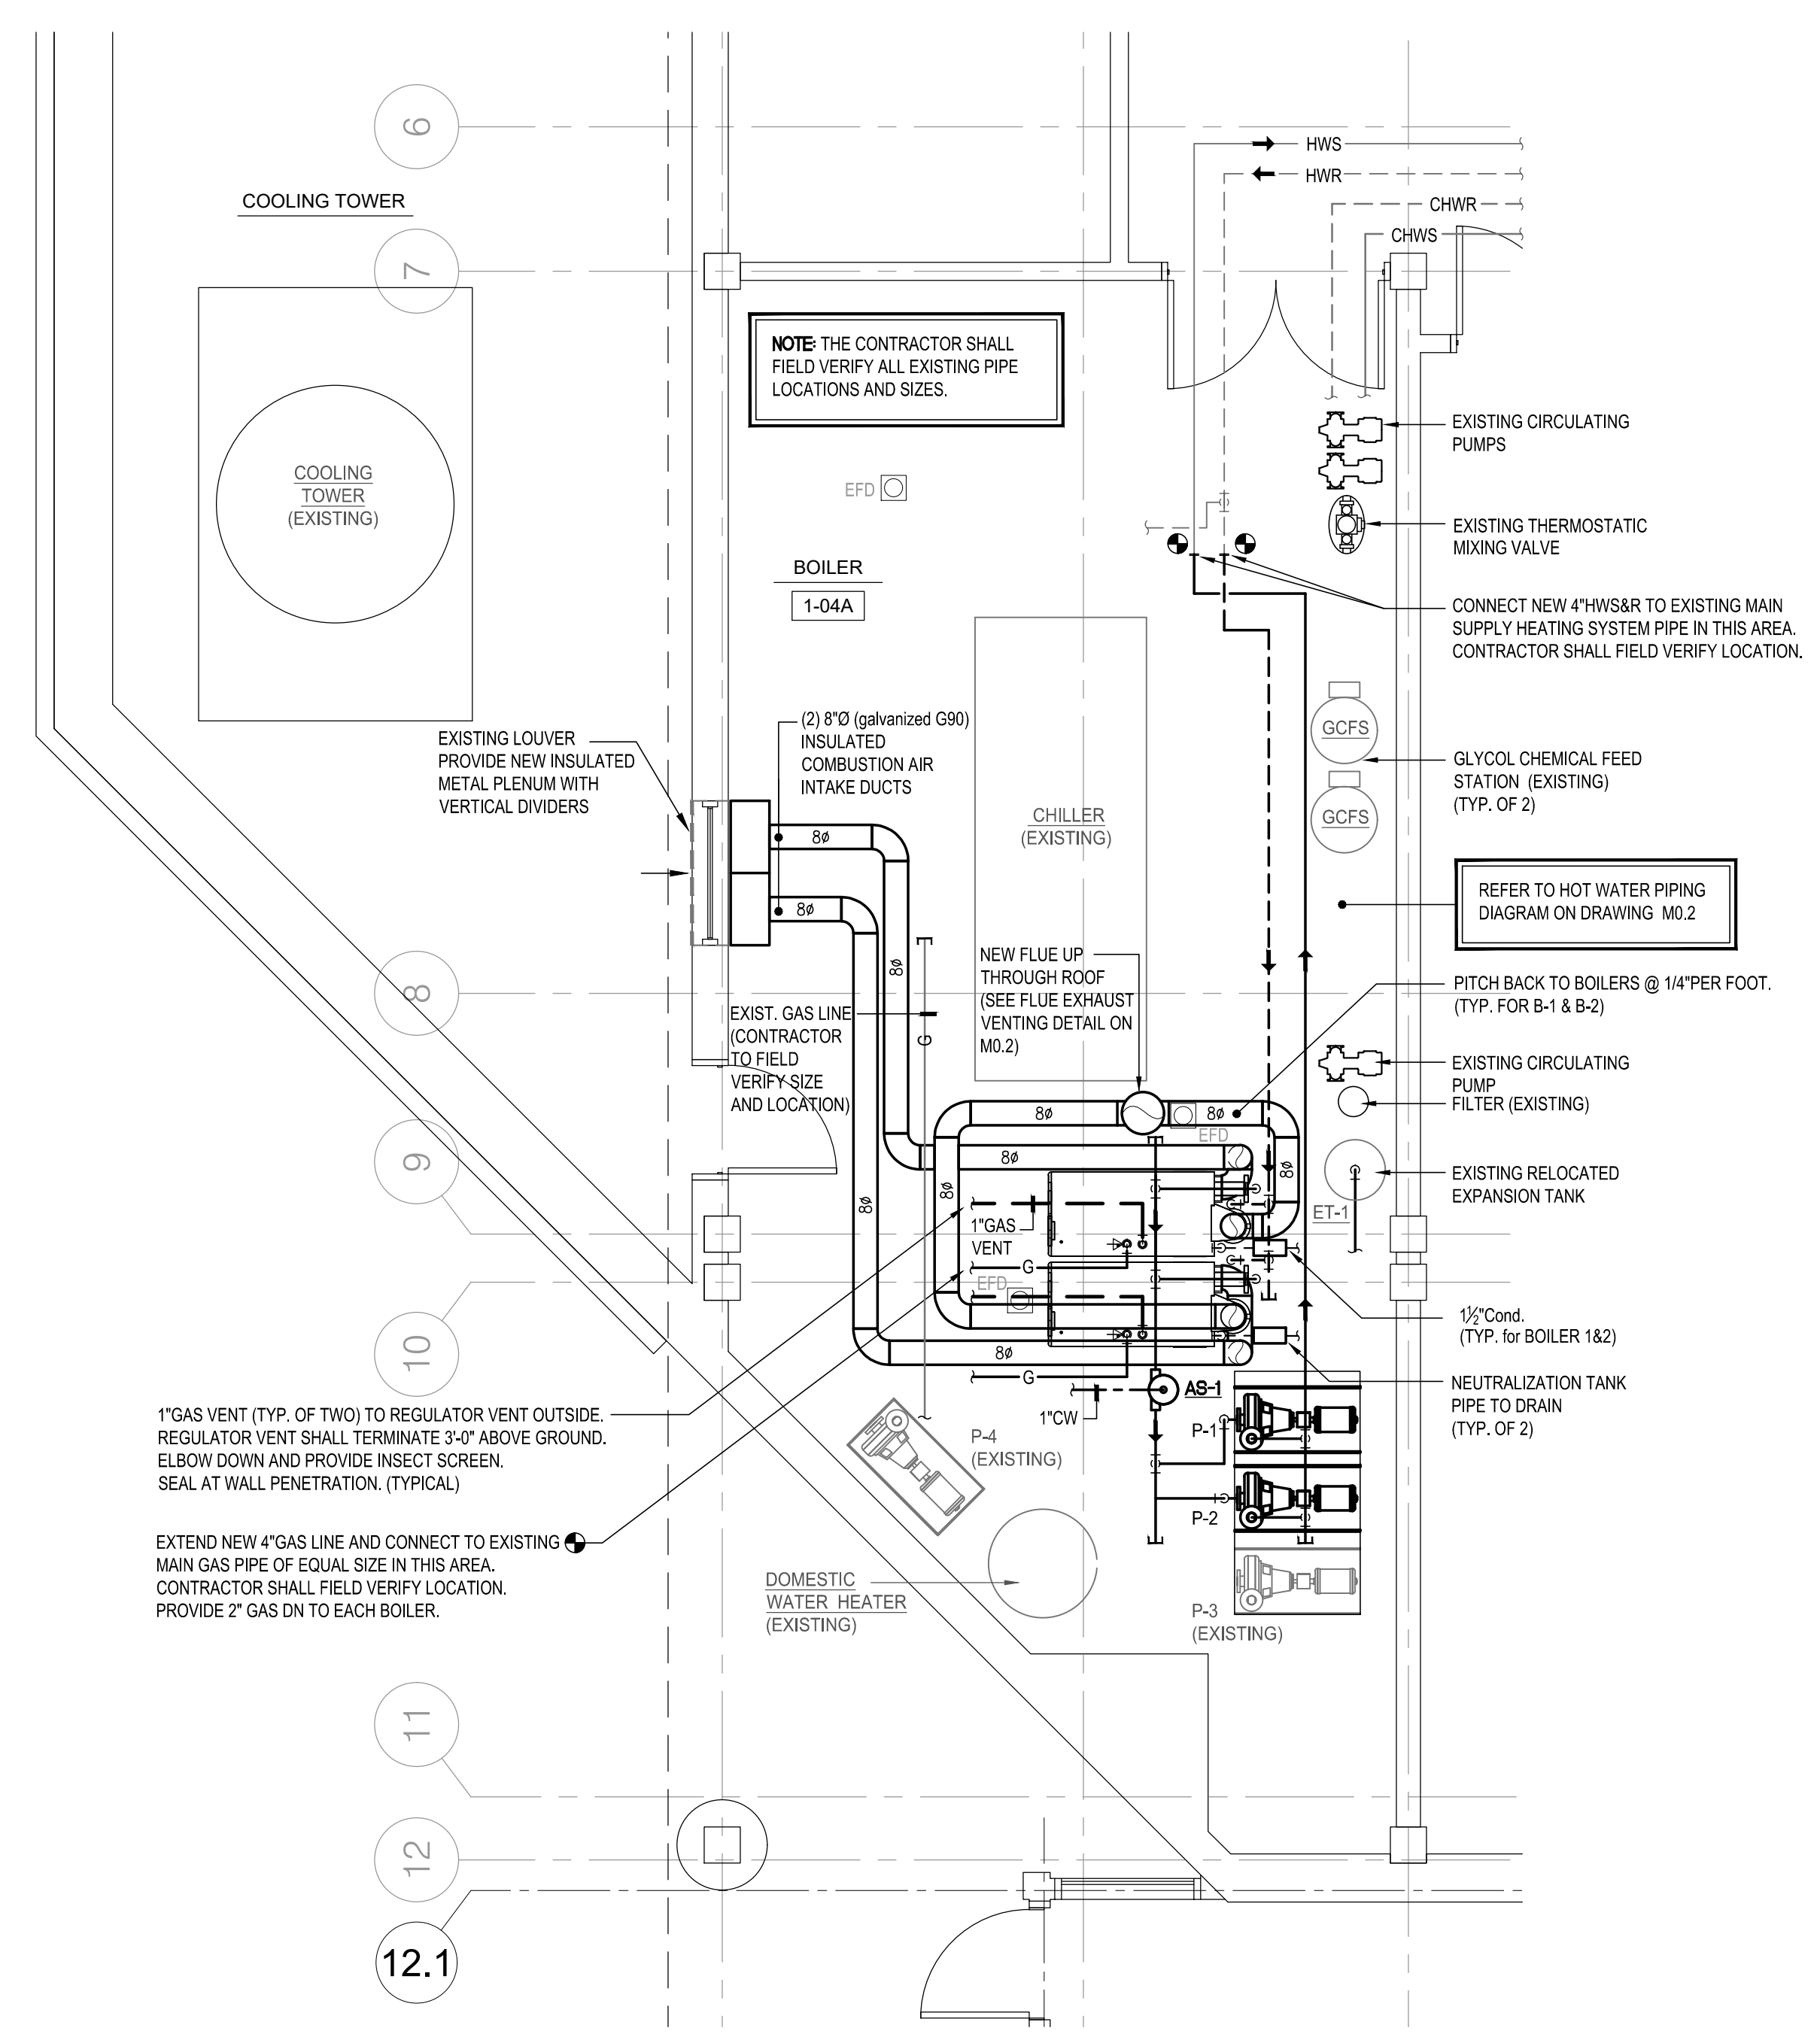 6
HWS
HWR
COOLING TOWER
CHWR
CHWS
7
NOTE: THE CONTRACTOR SHALL
FIELD VERIFY ALL EXISTING PIPE
LOCATIONS AND SIZES.
EXISTING CIRCULATING
PUMPS
COOLING
TOWER
(EXISTING)
EFD
EXISTING THERMOSTATIC
MIXING VALVE
BOILER
1-04A
CONNECT NEW 4"HWS&R TO EXISTING MAIN
SUPPLY HEATING SYSTEM PIPE IN THIS AREA.
CONTRACTOR SHALL FIELD VERIFY LOCATION.
(2) 8"Ø (galvanized G90)
INSULATED
COMBUSTION AIR
INTAKE DUCTS
EXISTING LOUVER
PROVIDE NEW INSULATED
METAL PLENUM WITH
VERTICAL DIVIDERS
GCFS
GLYCOL CHEMICAL FEED
STATION (EXISTING)
(TYP. OF 2)
GCFS
CHILLER
(EXISTING)
8ø
8ø
REFER TO HOT WATER PIPING
DIAGRAM ON DRAWING M0.2
8ø
NEW FLUE UP
THROUGH ROOF
(SEE FLUE EXHAUST
VENTING DETAIL ON
M0.2)
8
PITCH BACK TO BOILERS @ 1/4"PER FOOT.
(TYP. FOR B-1 & B-2)
EXIST. GAS LINE
(CONTRACTOR
TO FIELD
VERIFY SIZE
AND LOCATION)
G
EXISTING CIRCULATING
PUMP
FILTER (EXISTING)
8ø
8ø
EFD
9
8ø
8ø
8ø
8ø
EXISTING RELOCATED
EXPANSION TANK
ET-1
1"GAS
VENT
G
EFD
10
1½"Cond.
(TYP. for BOILER 1&2)
8ø
G
AS-1
NEUTRALIZATION TANK
PIPE TO DRAIN
(TYP. OF 2)
1"CW
1"GAS VENT (TYP. OF TWO) TO REGULATOR VENT OUTSIDE.
REGULATOR VENT SHALL TERMINATE 3'-0" ABOVE GROUND.
ELBOW DOWN AND PROVIDE INSECT SCREEN.
SEAL AT WALL PENETRATION. (TYPICAL)
P-4
(EXISTING)
P-1
P-2
EXTEND NEW 4"GAS LINE AND CONNECT TO EXISTING
MAIN GAS PIPE OF EQUAL SIZE IN THIS AREA.
CONTRACTOR SHALL FIELD VERIFY LOCATION.
PROVIDE 2" GAS DN TO EACH BOILER.
DOMESTIC
WATER HEATER
(EXISTING)
P-3
(EXISTING)
11
12
12.1